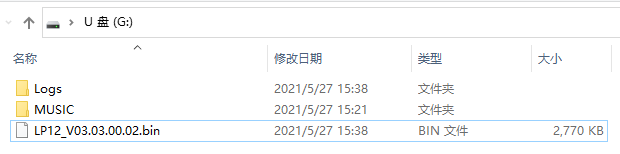 U 盘 (G:)
名称 修改日期 类型 大小
Logs 2021/5/27 15:38 文件夹
MUSIC 2021/5/27 15:21 文件夹
LP12_V03.03.00.02.bin 2021/5/27 15:38 BIN 文件 2,770 KB